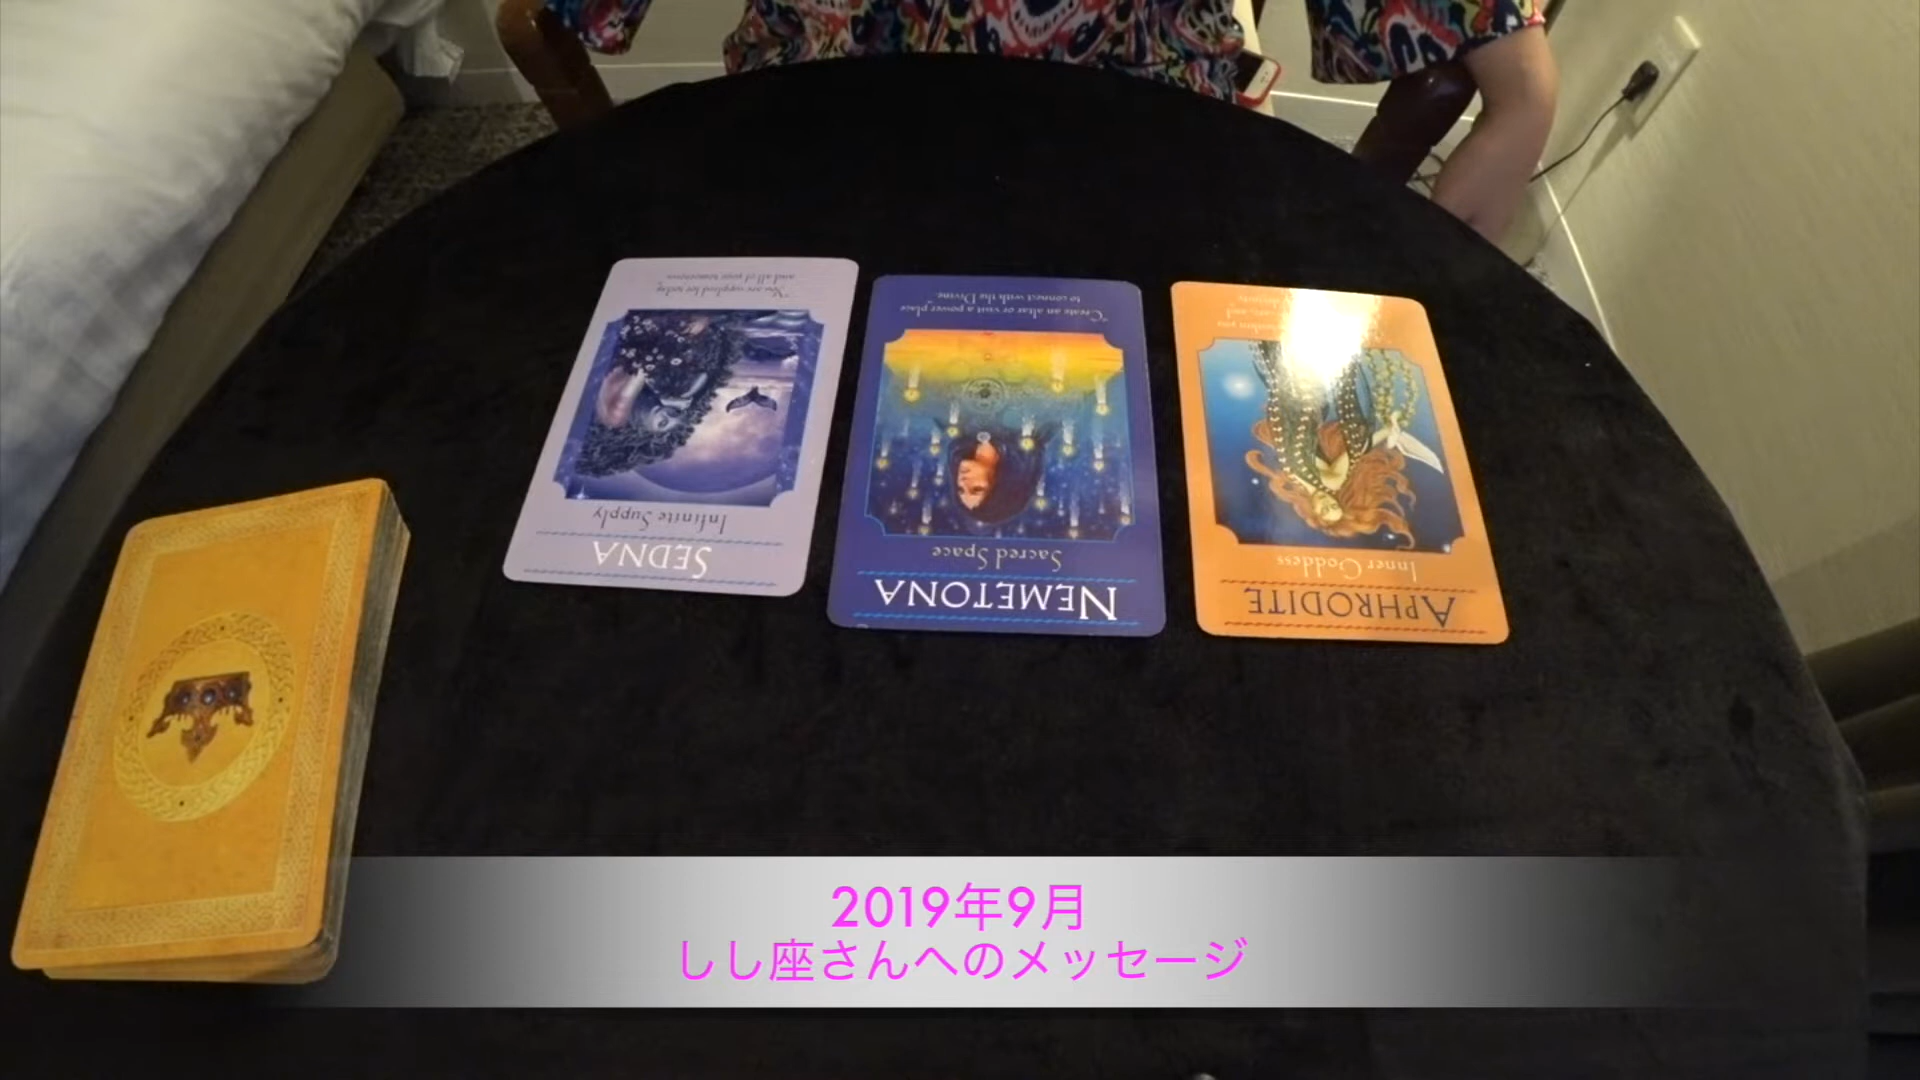 SEDNA
Infinite Supply
"You are supplied for today
and all of your tomorrows
NEMETONA
Sacred Space
"Create an altar or visit a power place
to connect with the Divine."
APHRODITE
Inner Goddess
2019年9月
しし座さんへのメッセージ